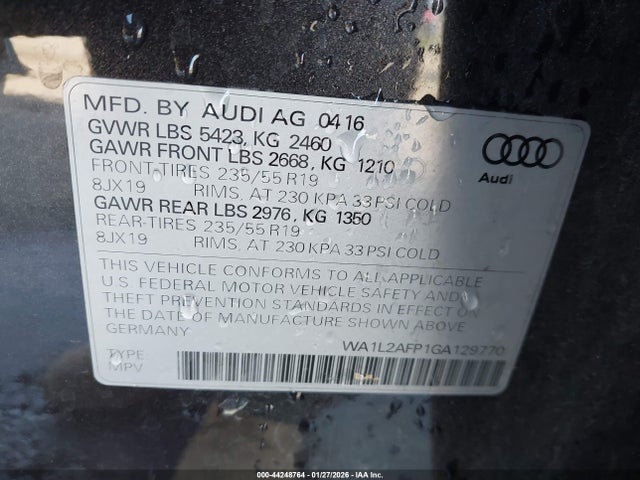 MFD. BY AUDI AG 0416
GVWR LBS 5423, KG 2460
GAWR FRONT LBS 2668, KG 1210
FRONT-TIRES 235/55 R19
8JX19 RIMS, AT 230 KPA 33 PSI COLD
GAWR REAR LBS 2976, KG 1350
REAR-TIRES 235/55 R19
8JX19 RIMS, AT 230 KPA 33 PSI COLD
Audi
THIS VEHICLE CONFORMS TO ALL APPLICABLE
U.S. FEDERAL MOTOR VEHICLE SAFETY AND
THEFT PREVENTION STANDARDS IN EFFECT ON
THE DATE OF MANUFACTURE SHOWN ABOVE
GERMANY
WA1L2AFP1GA129770
TYPE:
MPV
000-44248764 | 01/27/2026 - IAA Inc.